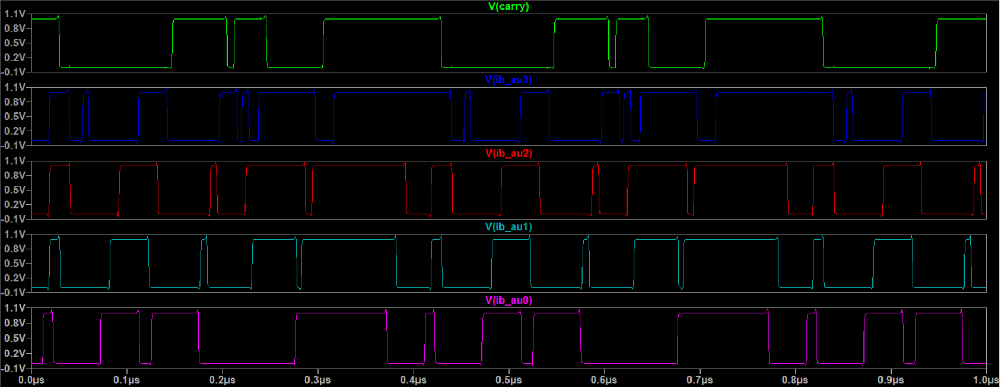 V(carry)
1.1V
0.8V
0.5V
0.2V
-0.1V
V(ib_au3)
1.1V
0.8V
0.5V
0.2V
-0.1V
V(ib_au2)
1.1V
0.8V
0.5V
0.2V
-0.1V
V(ib_au1)
1.1V
0.8V
0.5V
0.2V
-0.1V
V(ib_au0)
1.1V
0.8V
0.5V
0.2V
-0.1V
0.0µs 0.1µs 0.2µs 0.3µs 0.4µs 0.5µs 0.6µs 0.7µs 0.8µs 0.9µs 1.0µs